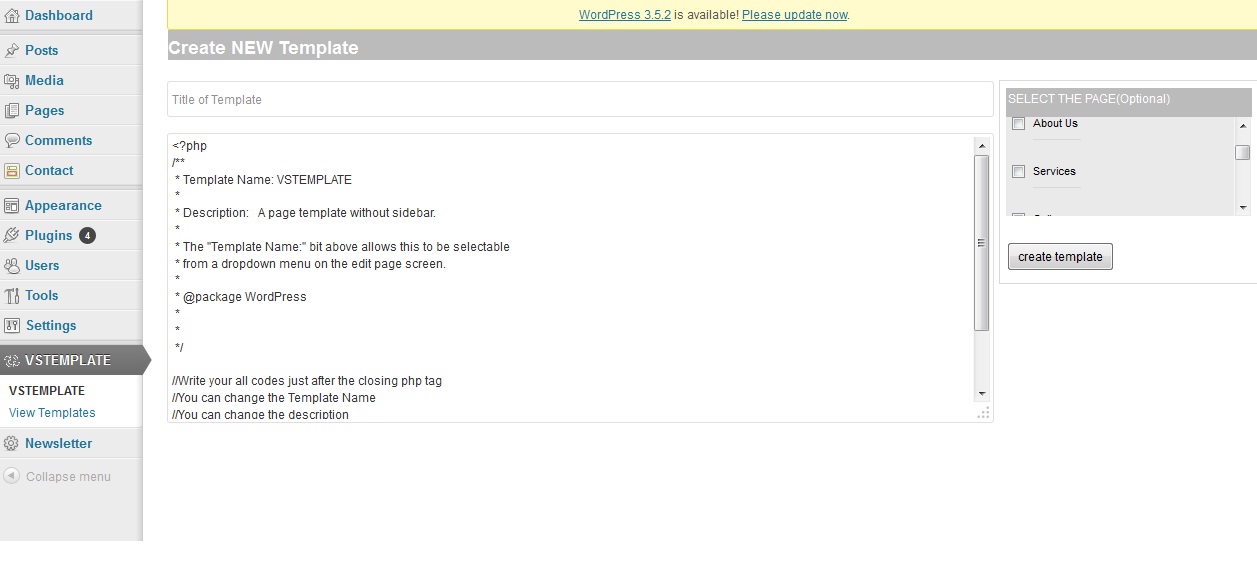 Dashboard
Posts
Media
Pages
Comments
Contact
Appearance
Plugins 4
Users
Tools
Settings
VSTEMPLATE
VSTEMPLATE
View Templates
Newsletter
Collapse menu
WordPress 3.5.2 is available! Please update now.
Create NEW Template
Title of Template
<?php
/**
* Template Name: VSTEMPLATE
*
* Description:   A page template without sidebar.
*
* The "Template Name:" bit above allows this to be selectable
* from a dropdown menu on the edit page screen.
*
* @package WordPress
*
*
*/
//Write your all codes just after the closing php tag
//You can change the Template Name
//You can change the description
SELECT THE PAGE(Optional)
About Us
Services
create template